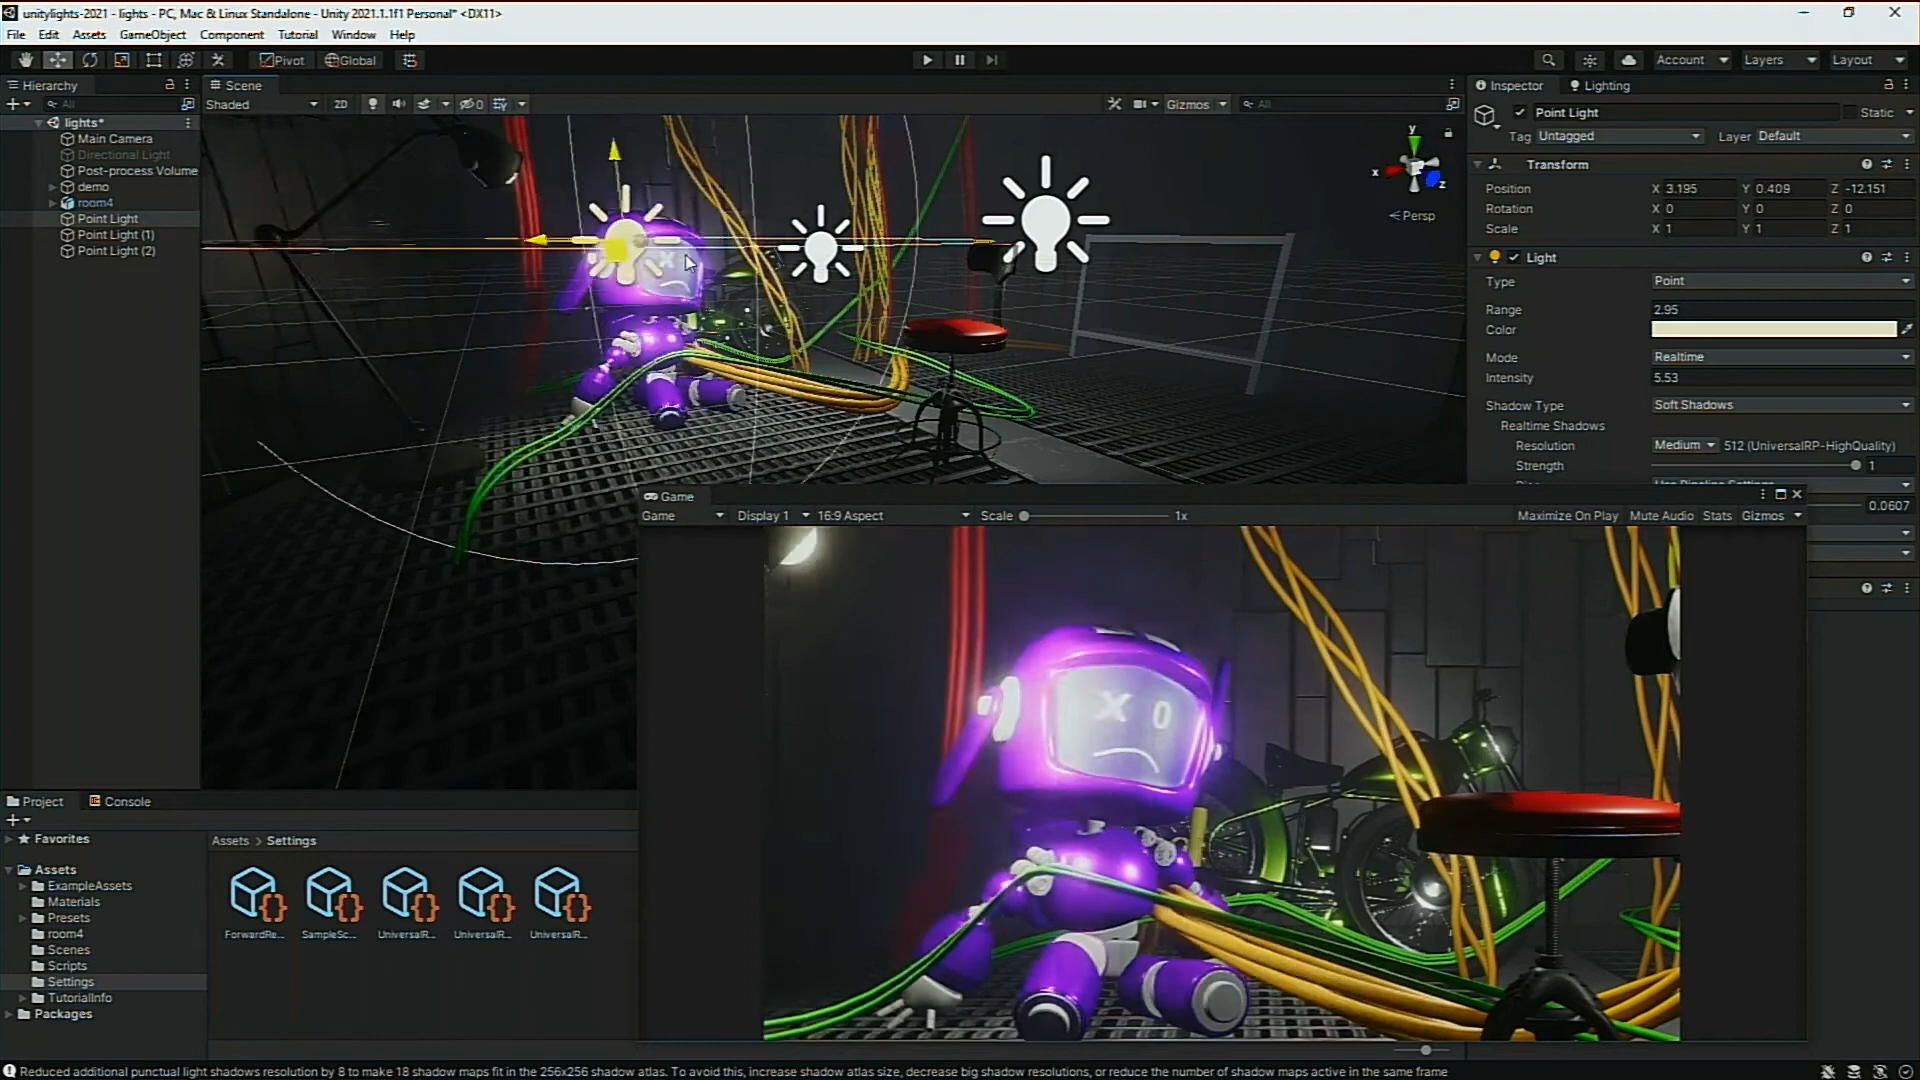 unitylights-2021 - lights - PC, Mac & Linux Standalone - Unity 2021.1.1f1 Personal* <DX11>
File Edit Assets GameObject Component Tutorial Window Help
Pivot Global Account Layers Layout
Hierarchy
All
lights*
Main Camera
Directional Light
Post-process Volume
demo
room4
Point Light
Point Light (1)
Point Light (2)
Scene
Shaded 2D 0 Gizmos All
y
x
z
Persp
X
Inspector Lighting
Point Light Static
Tag Untagged Layer Default
Transform
Position X 3.195 Y 0.409 Z -12.151
Rotation X 0 Y 0 Z 0
Scale X 1 Y 1 Z 1
Light
Type Point
Range 2.95
Color
Mode Realtime
Intensity 5.53
Shadow Type Soft Shadows
Realtime Shadows
Resolution Medium 512 (UniversalRP-HighQuality)
Strength 1
0.0607
Game
Game Display 1 16:9 Aspect Scale 1x Maximize On Play Mute Audio Stats Gizmos
X 0
Project Console
Favorites
Assets
ExampleAssets
Materials
Presets
room4
Scenes
Scripts
Settings
TutorialInfo
Packages
Assets > Settings
ForwardRe... SampleSc... UniversalR... UniversalR... UniversalR...
Reduced additional punctual light shadows resolution by 8 to make 18 shadow maps fit in the 256x256 shadow atlas. To avoid this, increase shadow atlas size, decrease big shadow resolutions, or reduce the number of shadow maps active in the same frame